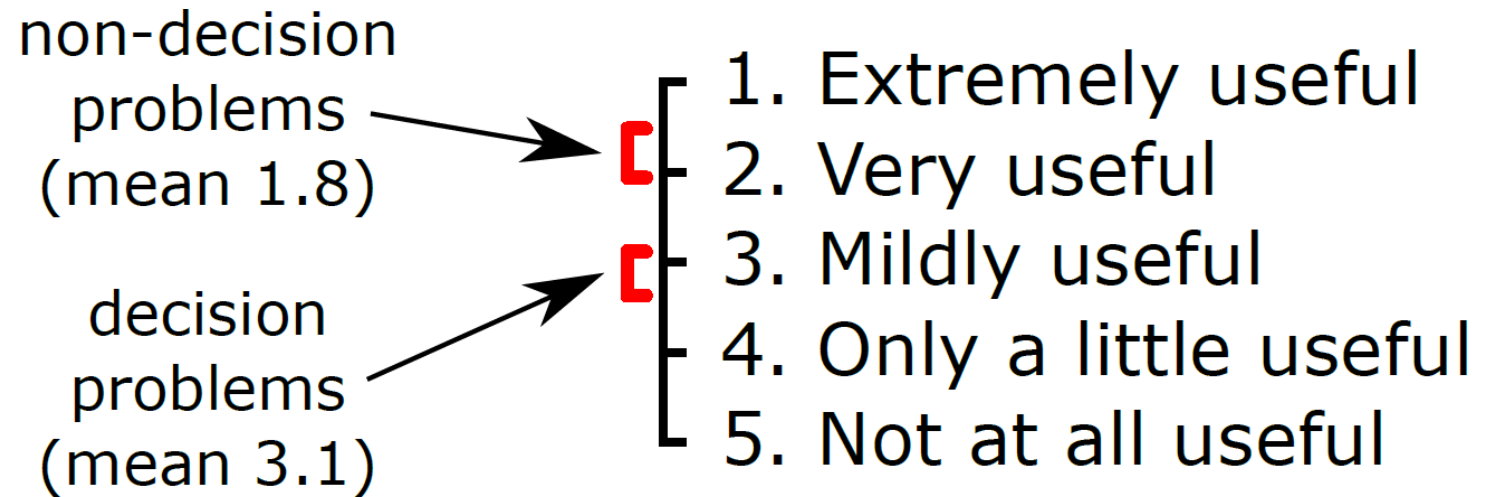 non-decision
problems
(mean 1.8)
decision
problems
(mean 3.1)
1. Extremely useful
2. Very useful
3. Mildly useful
4. Only a little useful
5. Not at all useful